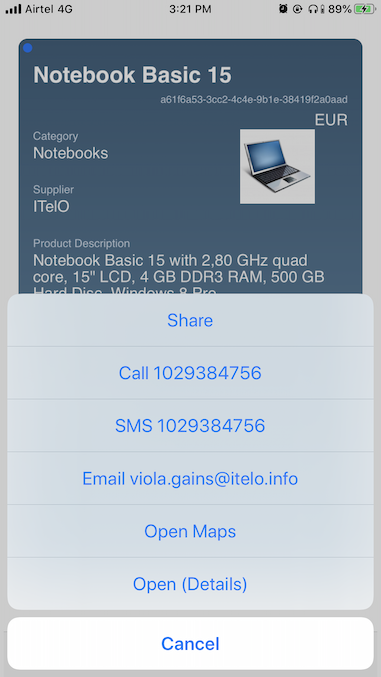 Airtel 4G 3:21 PM 89%
Notebook Basic 15
a61f6a53-3cc2-4c4e-9b1e-38419f2a0aad
EUR
Category
Notebooks
Supplier
ITelO
Product Description
Notebook Basic 15 with 2,80 GHz quad
core, 15" LCD, 4 GB DDR3 RAM, 500 GB
Hard Disc, Windows 8 Pro
Share
Call 1029384756
SMS 1029384756
Email viola.gains@itelo.info
Open Maps
Open (Details)
Cancel